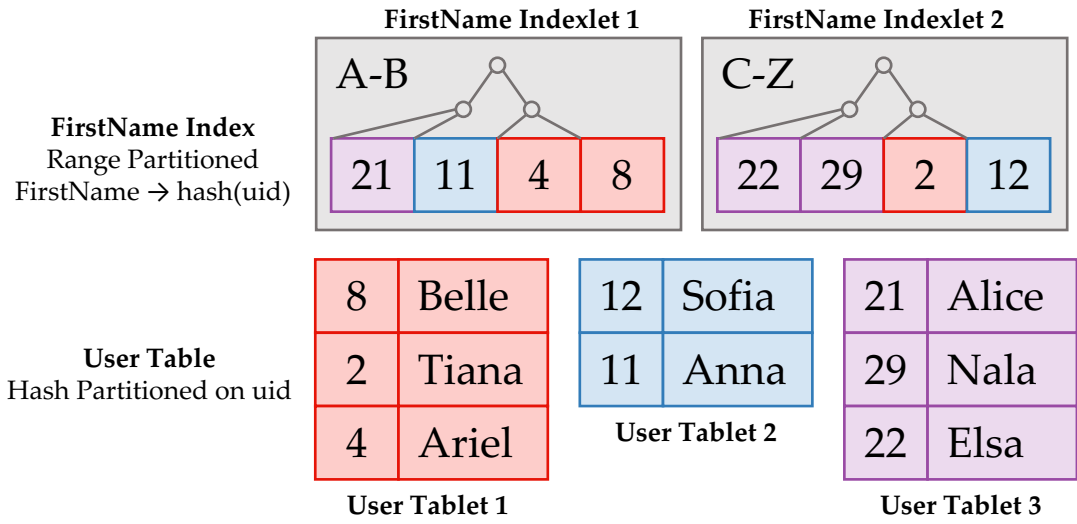 FirstName Indexlet 1
FirstName Indexlet 2
A-B
C-Z
FirstName Index
Range Partitioned
FirstName → hash(uid)
21 11 4 8
22 29 2 12
User Table
Hash Partitioned on uid
8 Belle
2 Tiana
4 Ariel
User Tablet 1
12 Sofia
11 Anna
User Tablet 2
21 Alice
29 Nala
22 Elsa
User Tablet 3